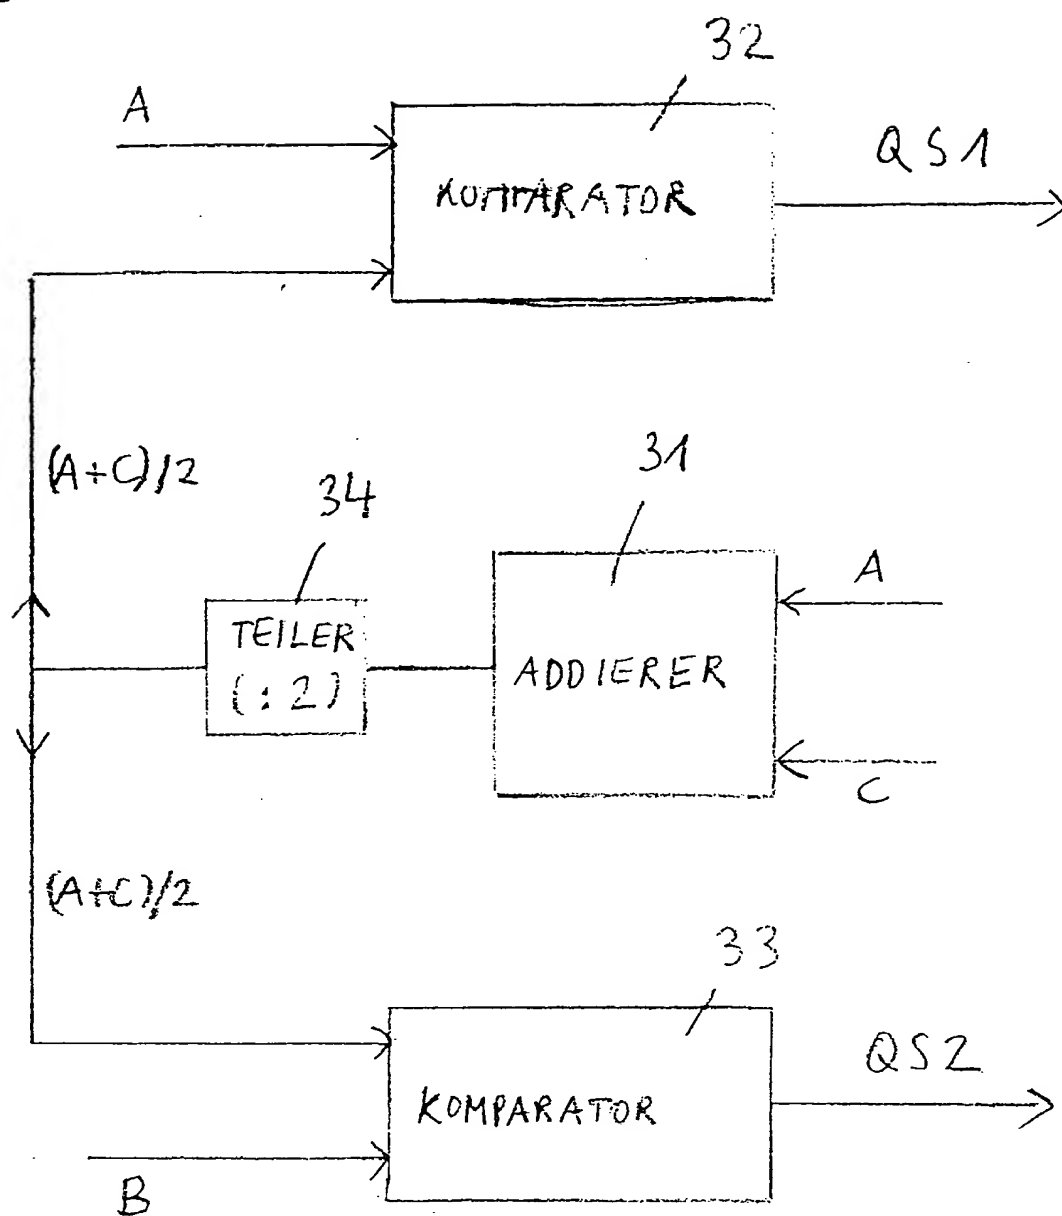 32
A
QS1
KOMPARATOR
(A+C)/2
31
34
A
TEILER
(:2)
ADDIERER
C
(A+C)/2
33
QS2
KOMPARATOR
B